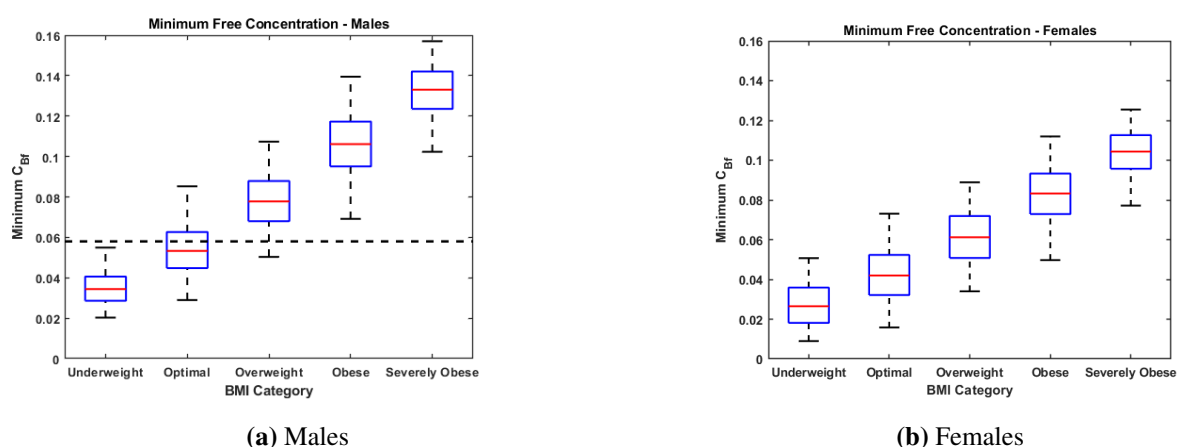 Minimum Free Concentration - Males
0.16
0.14
0.12
0.1
0.08
0.06
0.04
0.02
0
Minimum C_Bf
Underweight Optimal Overweight Obese Severely Obese
BMI Category
(a) Males
Minimum Free Concentration - Females
0.16
0.14
0.12
0.1
0.08
0.06
0.04
0.02
0
Minimum C_Bf
Underweight Optimal Overweight Obese Severely Obese
BMI Category
(b) Females